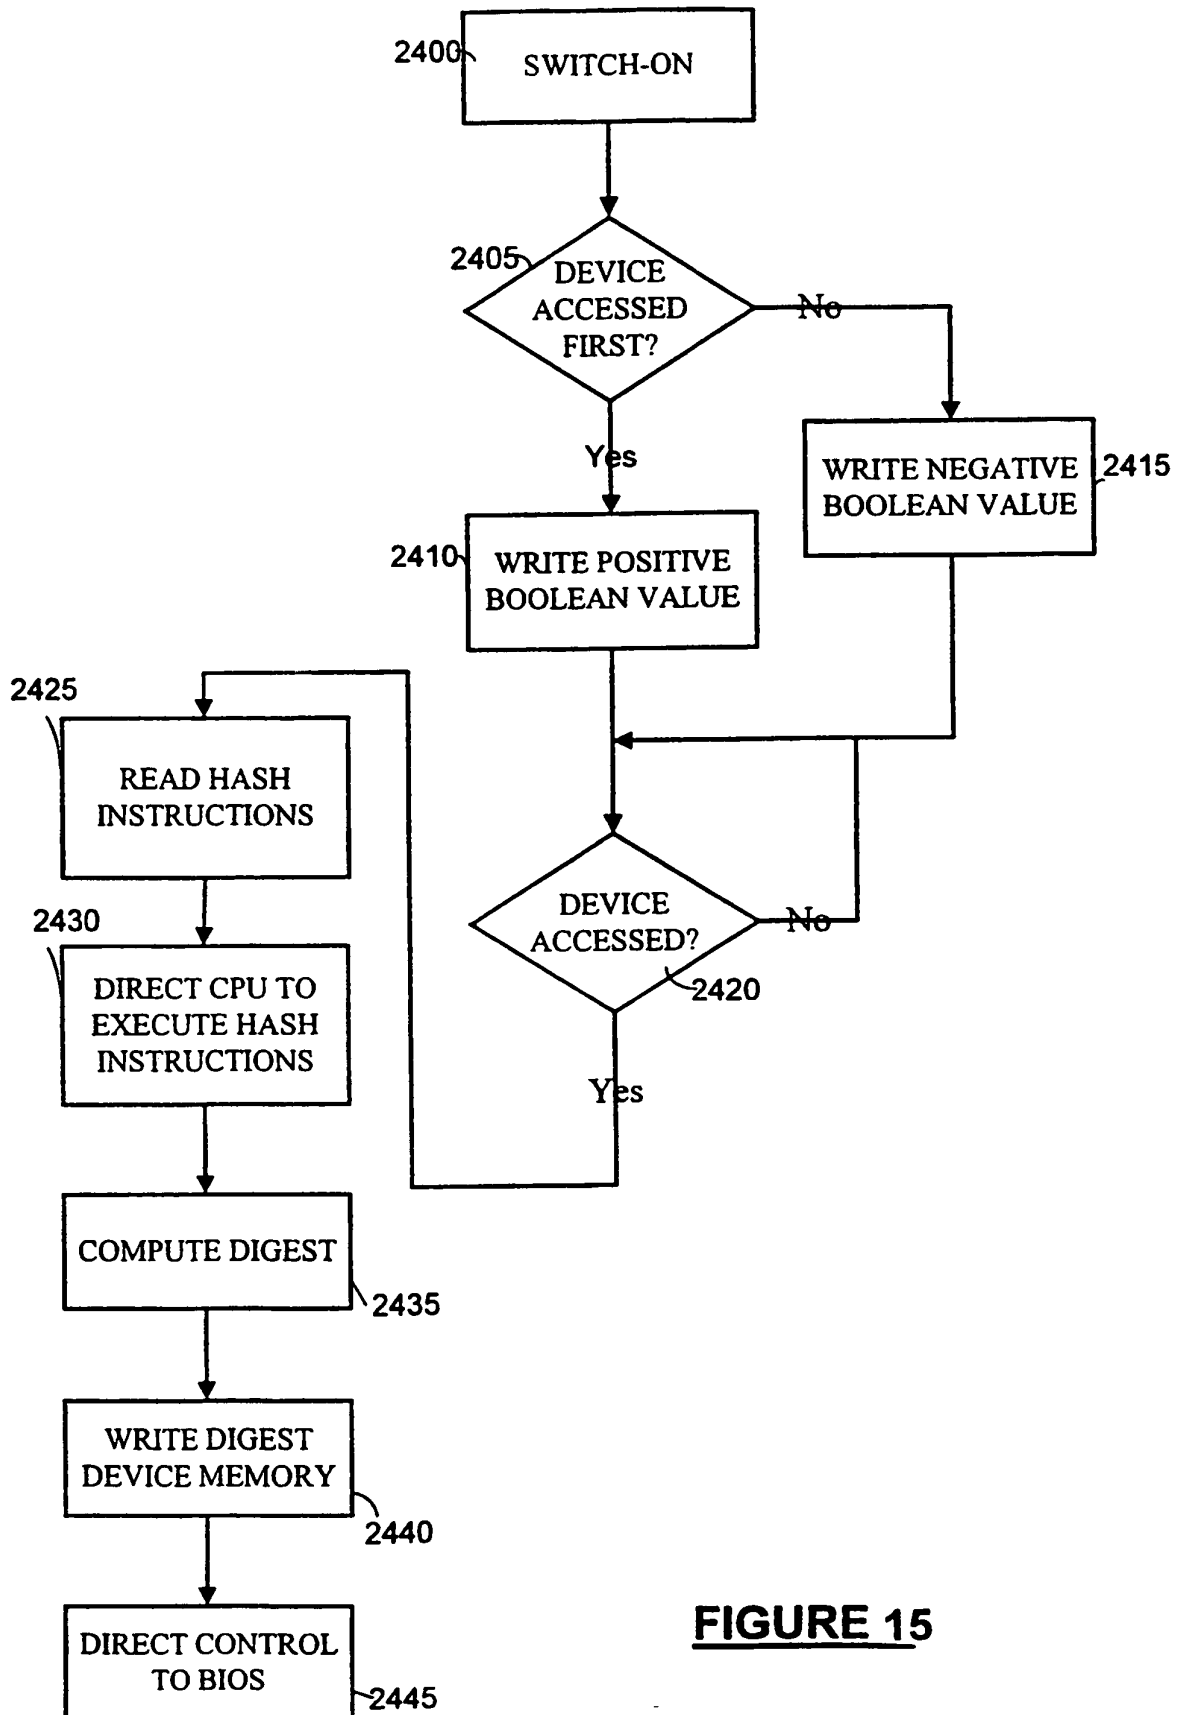 2400
SWITCH-ON
2405
DEVICE
ACCESSED
FIRST?
No
Yes
WRITE NEGATIVE
BOOLEAN VALUE
2415
2410
WRITE POSITIVE
BOOLEAN VALUE
2425
READ HASH
INSTRUCTIONS
DEVICE
ACCESSED?
No
2420
Yes
2430
DIRECT CPU TO
EXECUTE HASH
INSTRUCTIONS
COMPUTE DIGEST
2435
WRITE DIGEST
DEVICE MEMORY
2440
DIRECT CONTROL
TO BIOS
2445
FIGURE 15